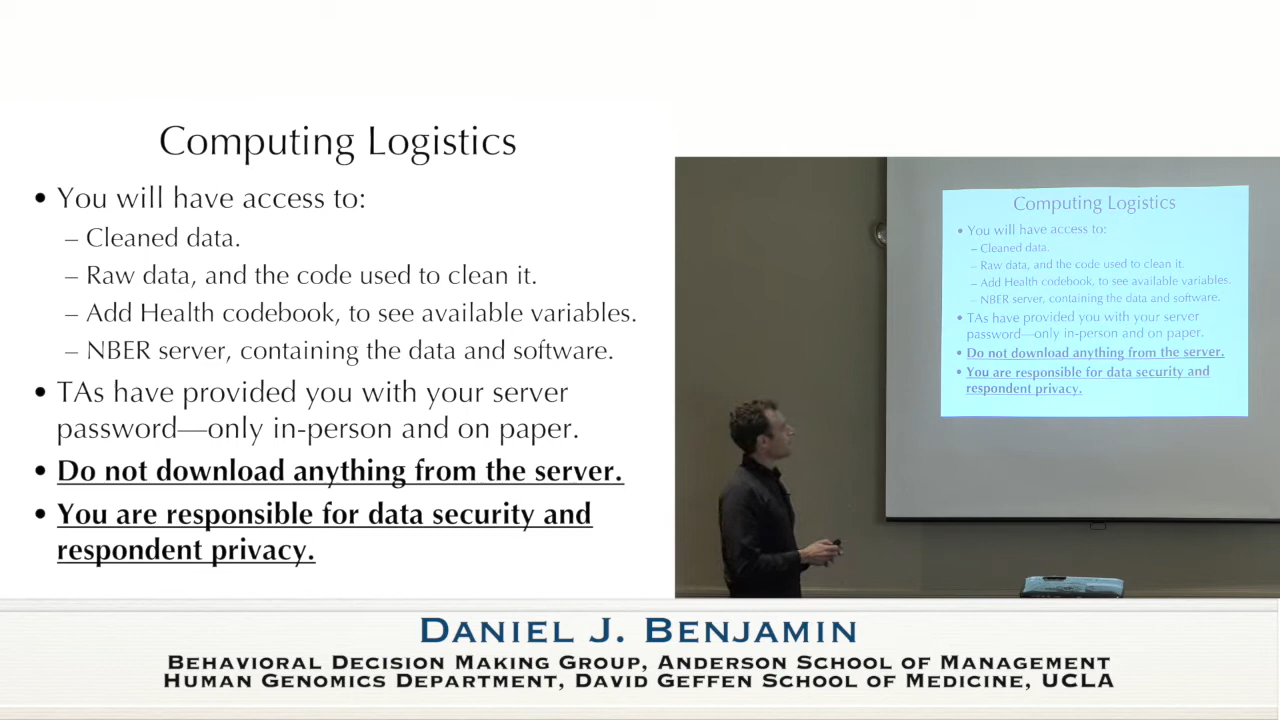 Computing Logistics
• You will have access to:
– Cleaned data.
– Raw data, and the code used to clean it.
– Add Health codebook, to see available variables.
– NBER server, containing the data and software.
• TAs have provided you with your server
password—only in-person and on paper.
• Do not download anything from the server.
• You are responsible for data security and
respondent privacy.
Computing Logistics
• You will have access to:
– Cleaned data.
– Raw data, and the code used to clean it.
– Add Health codebook, to see available variables.
– NBER server, containing the data and software.
• TAs have provided you with your server
password—only in-person and on paper.
• Do not download anything from the server.
• You are responsible for data security and
respondent privacy.
DANIEL J. BENJAMIN
BEHAVIORAL DECISION MAKING GROUP, ANDERSON SCHOOL OF MANAGEMENT
HUMAN GENOMICS DEPARTMENT, DAVID GEFFEN SCHOOL OF MEDICINE, UCLA